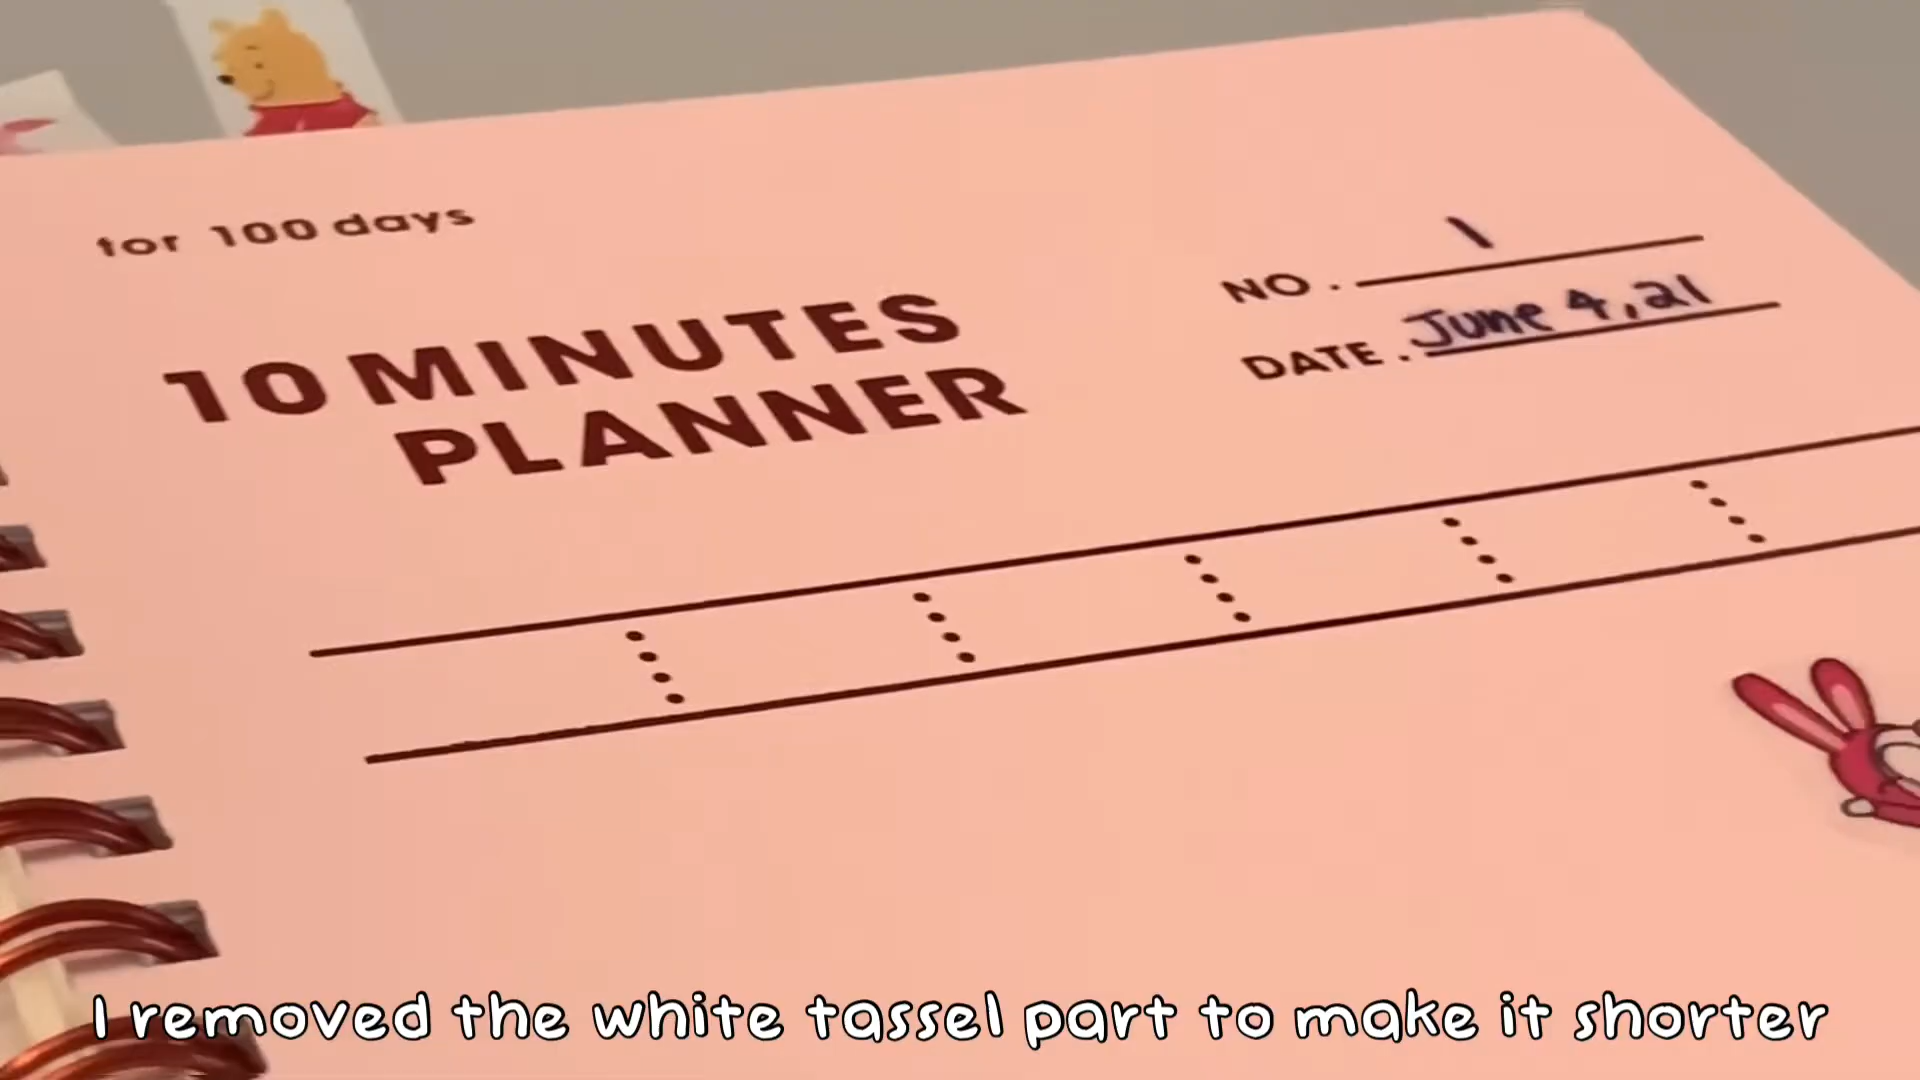 for 100 days
10 MINUTES
PLANNER
NO. 1
DATE. June 4, 21
I removed the white tassel part to make it shorter